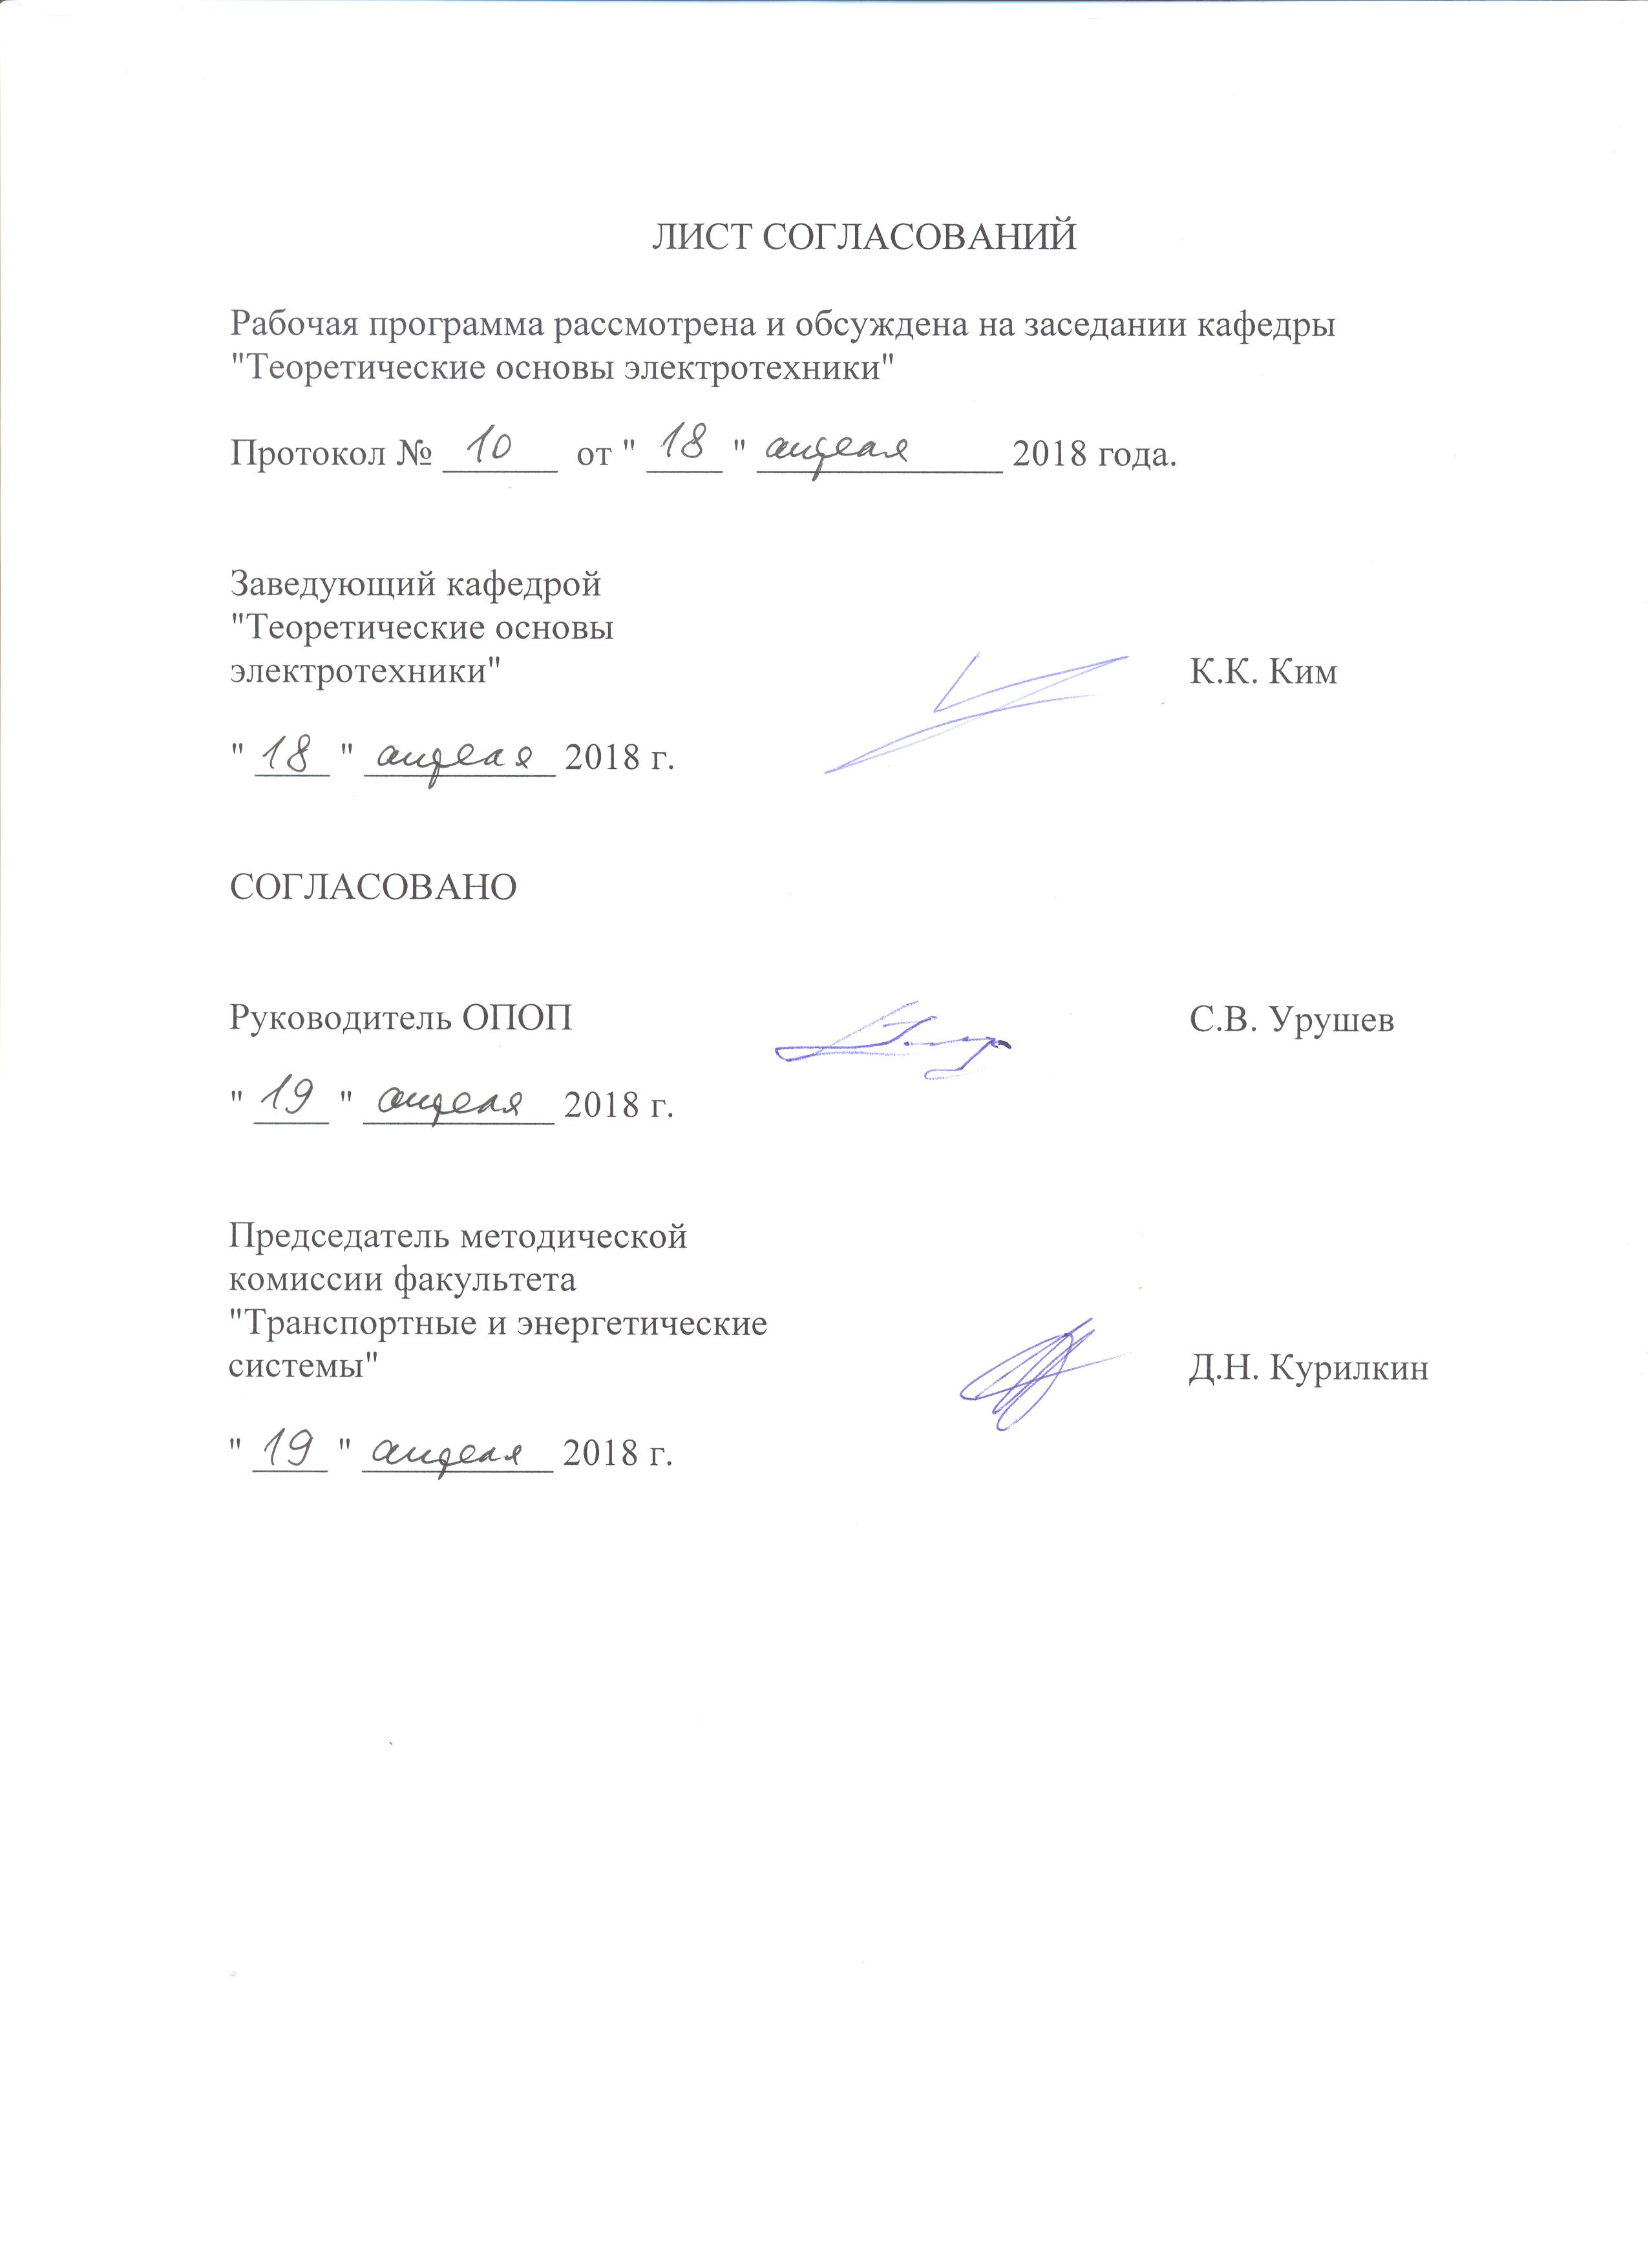 ЛИСТ СОГЛАСОВАНИЙ
Рабочая программа рассмотрена и обсуждена на заседании кафедры
"Теоретические основы электротехники"
Протокол № 10 от " 18 " апреля 2018 года.
Заведующий кафедрой
"Теоретические основы
электротехники" К.К. Ким
" 18 " апреля 2018 г.
СОГЛАСОВАНО
Руководитель ОПОП С.В. Урушев
" 19 " апреля 2018 г.
Председатель методической
комиссии факультета
"Транспортные и энергетические
системы" Д.Н. Курилкин
" 19 " апреля 2018 г.